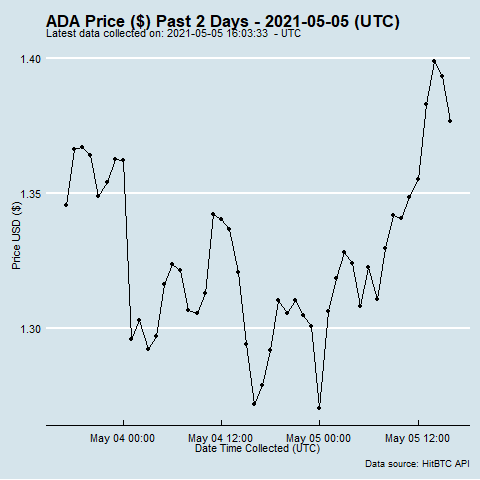 ADA Price ($) Past 2 Days - 2021-05-05 (UTC)
Latest data collected on: 2021-05-05 16:03:33  - UTC
1.40
1.35
1.30
Price USD ($)
May 04 00:00 May 04 12:00 May 05 00:00 May 05 12:00
Date Time Collected (UTC)
Data source: HitBTC API